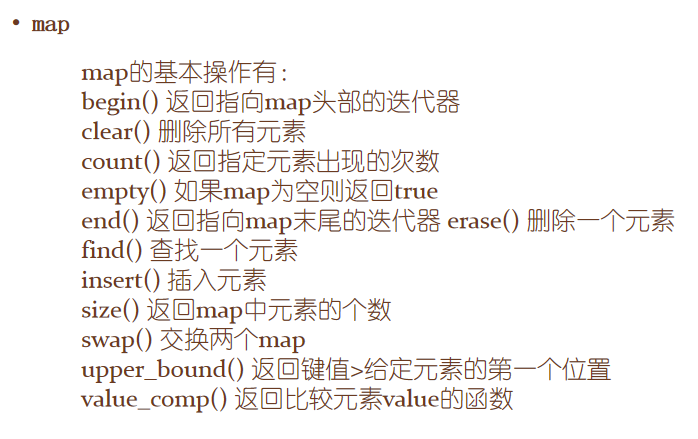 • map
map的基本操作有：
begin() 返回指向map头部的迭代器
clear() 删除所有元素
count() 返回指定元素出现的次数
empty() 如果map为空则返回true
end() 返回指向map末尾的迭代器 erase() 删除一个元素
find() 查找一个元素
insert() 插入元素
size() 返回map中元素的个数
swap() 交换两个map
upper_bound() 返回键值>给定元素的第一个位置
value_comp() 返回比较元素value的函数